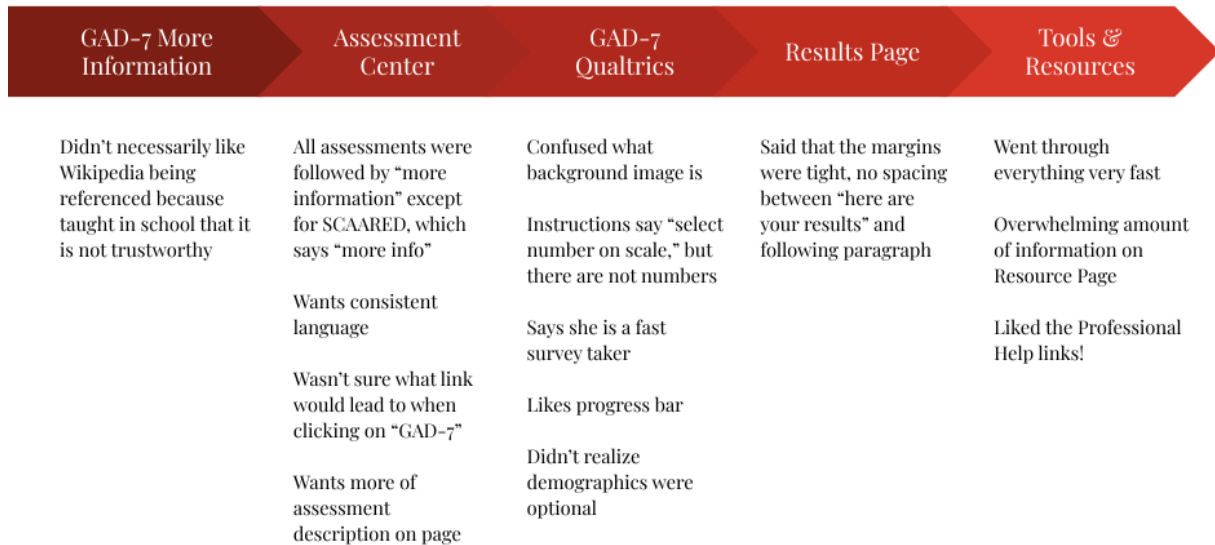 GAD-7 More
Information
Assessment
Center
GAD-7
Qualtrics
Results Page
Tools &
Resources
Didn’t necessarily like
Wikipedia being
referenced because
taught in school that it
is not trustworthy
All assessments were
followed by “more
information” except
for SCAARED, which
says “more info”
Wants consistent
language
Wasn’t sure what link
would lead to when
clicking on “GAD-7”
Wants more of
assessment
description on page
Confused what
background image is
Instructions say “select
number on scale,” but
there are not numbers
Says she is a fast
survey taker
Likes progress bar
Didn’t realize
demographics were
optional
Said that the margins
were tight, no spacing
between “here are
your results” and
following paragraph
Went through
everything very fast
Overwhelming amount
of information on
Resource Page
Liked the Professional
Help links!